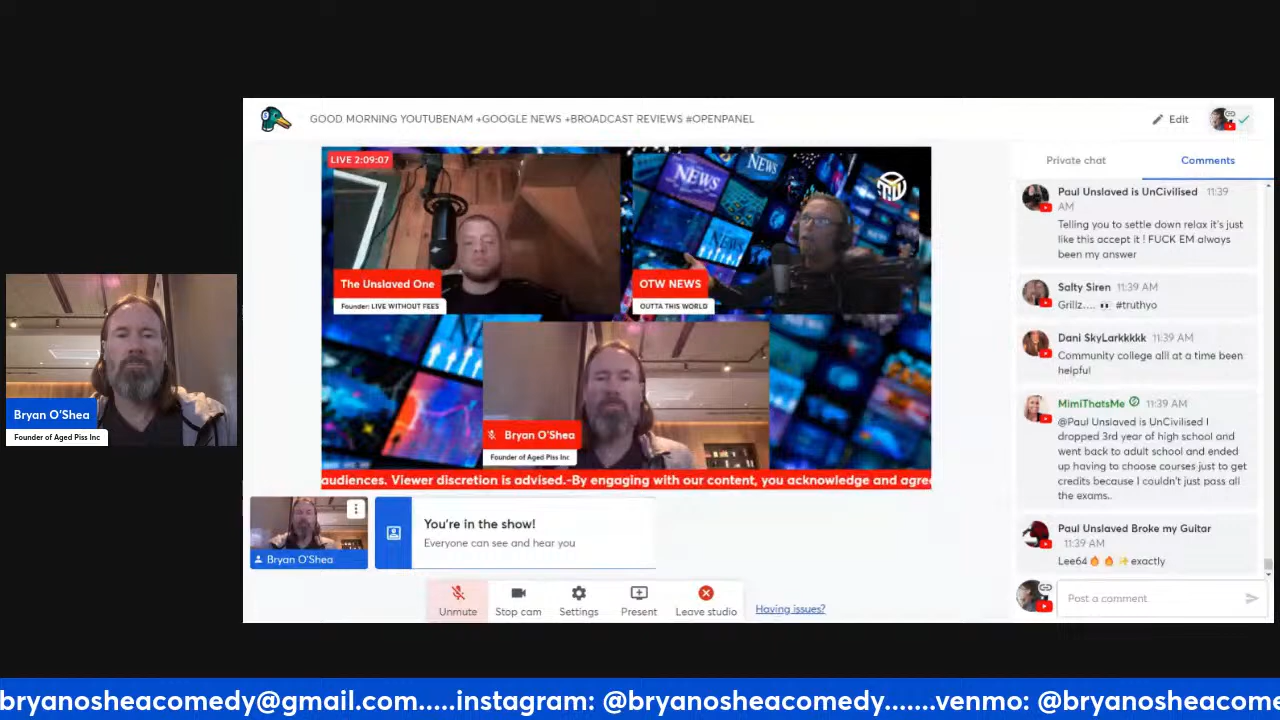 GOOD MORNING YOUTUBENAM +GOOGLE NEWS +BROADCAST REVIEWS #OPENPANEL
Edit
Private chat
Comments
LIVE 2:09:07
NEWS
NEWS
NEWS
The Unslaved One
Founder: LIVE WITHOUT FEES
OTW NEWS
OUTTA THIS WORLD
Bryan O'Shea
Founder of Aged Piss Inc
Bryan O'Shea
Founder of Aged Piss Inc
audiences. Viewer discretion is advised.-By engaging with our content, you acknowledge and agre
Bryan O'Shea
You're in the show!
Everyone can see and hear you
Unmute
Stop cam
Settings
Present
Leave studio
Having issues?
Paul Unslaved is UnCivilised 11:39
AM
Telling you to settle down relax it's just
like this accept it ! FUCK EM always
been my answer
Salty Siren 11:39 AM
Grillz.... 👀 #truthyo
Dani SkyLarkkkkk 11:39 AM
Community college alli at a time been
helpful
MimiThatsMe 11:39 AM
@Paul Unslaved is UnCivilised I
dropped 3rd year of high school and
went back to adult school and ended
up having to choose courses just to get
credits because I couldn't just pass all
the exams..
Paul Unslaved Broke my Guitar
11:39 AM
Lee64🔥 🔥 ✨exactly
Post a comment
bryanosheacomedy@gmail.com.....instagram: @bryanosheacomedy.......venmo: @bryanosheacome